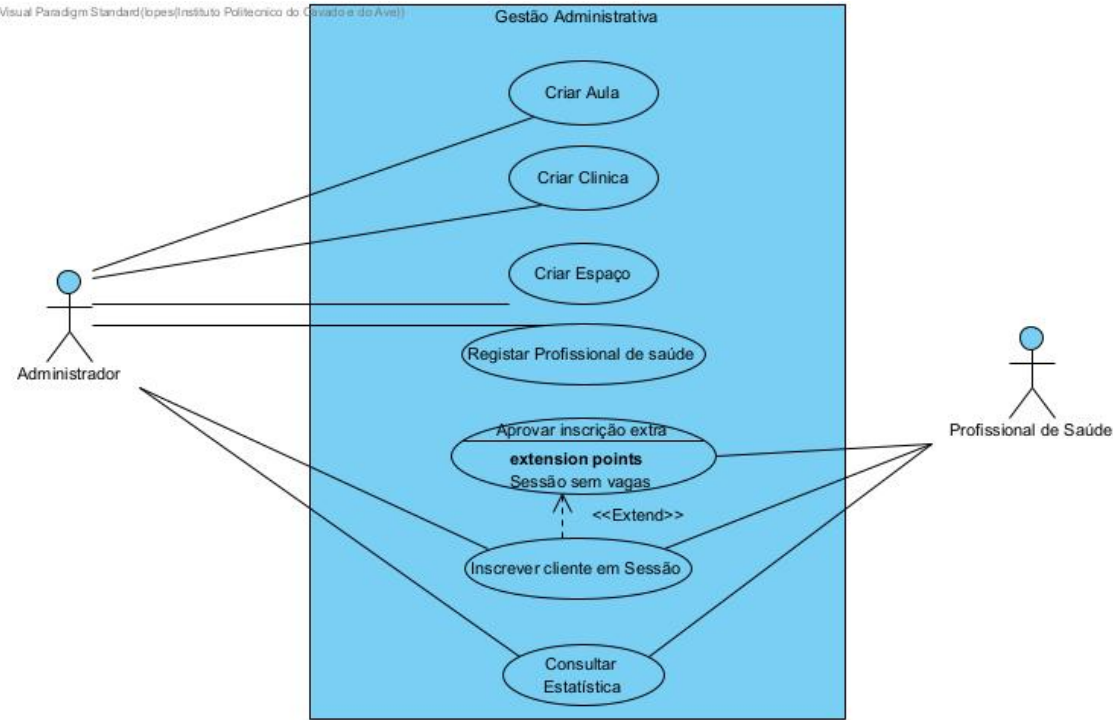 Visual Paradigm Standard(lopes(Instituto Politecnico do Cavado e do Ave))
Gestão Administrativa
Criar Aula
Criar Clinica
Criar Espaço
Registar Profissional de saúde
Administrador
Profissional de Saúde
Aprovar inscrição extra
extension points
Sessão sem vagas
<<Extend>>
Inscrever cliente em Sessão
Consultar
Estatística